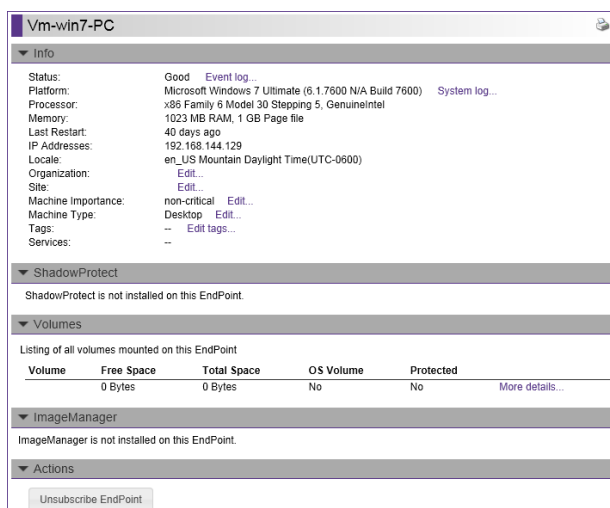 Vm-win7-PC
Info
Status: Good Event log...
Platform: Microsoft Windows 7 Ultimate (6.1.7600 N/A Build 7600) System log...
Processor: x86 Family 6 Model 30 Stepping 5, GenuineIntel
Memory: 1023 MB RAM, 1 GB Page file
Last Restart: 40 days ago
IP Addresses: 192.168.144.129
Locale: en_US Mountain Daylight Time(UTC-0600)
Organization: Edit...
Site: Edit...
Machine Importance: non-critical Edit...
Machine Type: Desktop Edit...
Tags: -- Edit tags...
Services: --
ShadowProtect
ShadowProtect is not installed on this EndPoint.
Volumes
Listing of all volumes mounted on this EndPoint
Volume Free Space Total Space OS Volume Protected
0 Bytes 0 Bytes No No More details...
ImageManager
ImageManager is not installed on this EndPoint.
Actions
Unsubscribe EndPoint